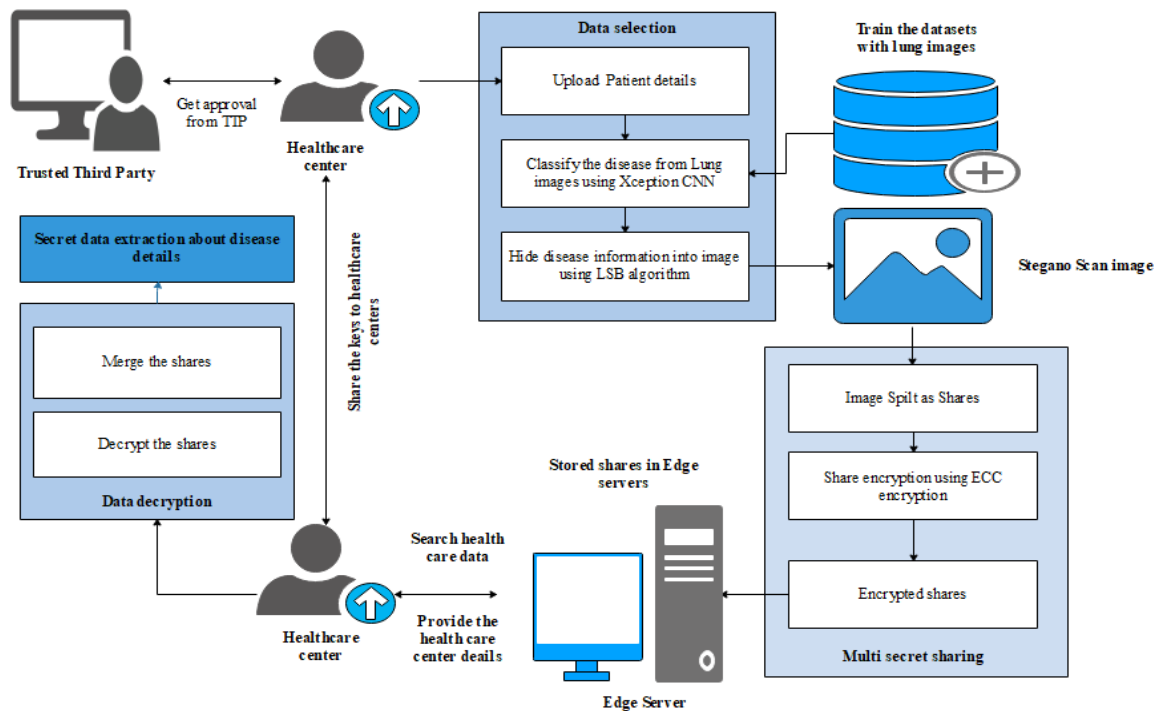 Data selection
Train the datasets
with lung images
Upload Patient details
Get approval
from TTP
Healthcare
center
Trusted Third Party
Classify the disease from Lung
images using Xception CNN
Hide disease information into image
using LSB algorithm
Stegano Scan image
Secret data extraction about disease
details
Merge the shares
Decrypt the shares
Data decryption
Share the keys to healthcare
centers
Image Spilt as Shares
Share encryption using ECC
encryption
Encrypted shares
Multi secret sharing
Stored shares in Edge
servers
Search health
care data
Provide the
health care
center deails
Healthcare
center
Edge Server